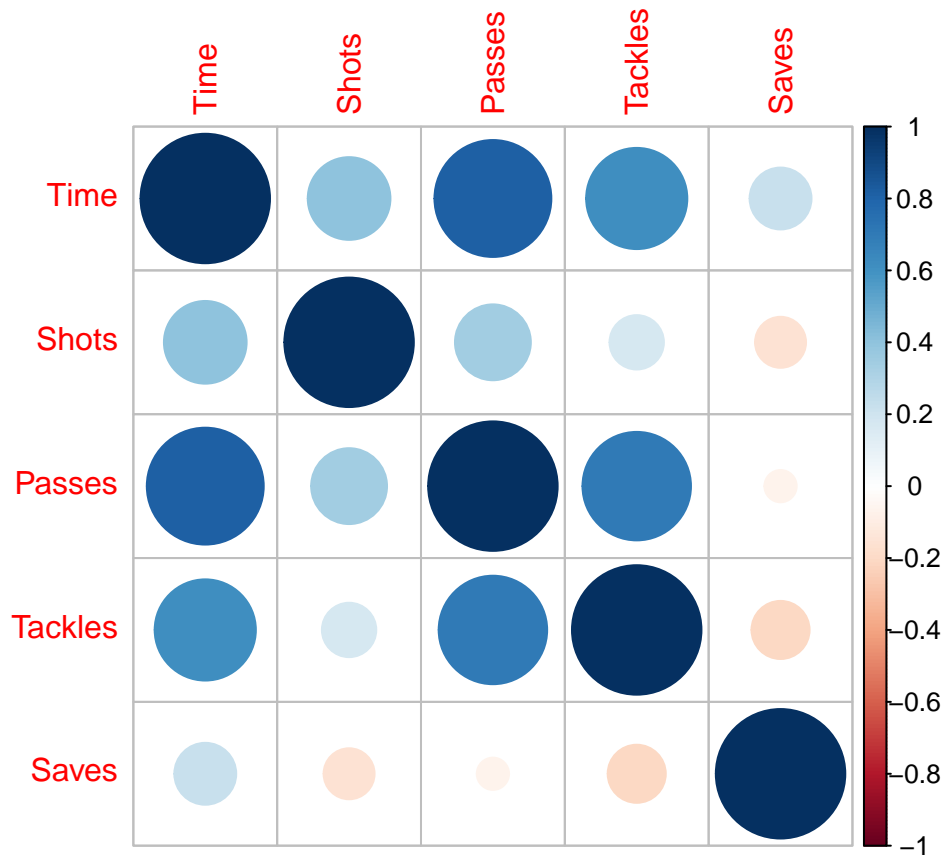 Time
Shots
Passes
Tackles
Saves
Time
Shots
Passes
Tackles
Saves
1
0.8
0.6
0.4
0.2
0
−0.2
−0.4
−0.6
−0.8
−1